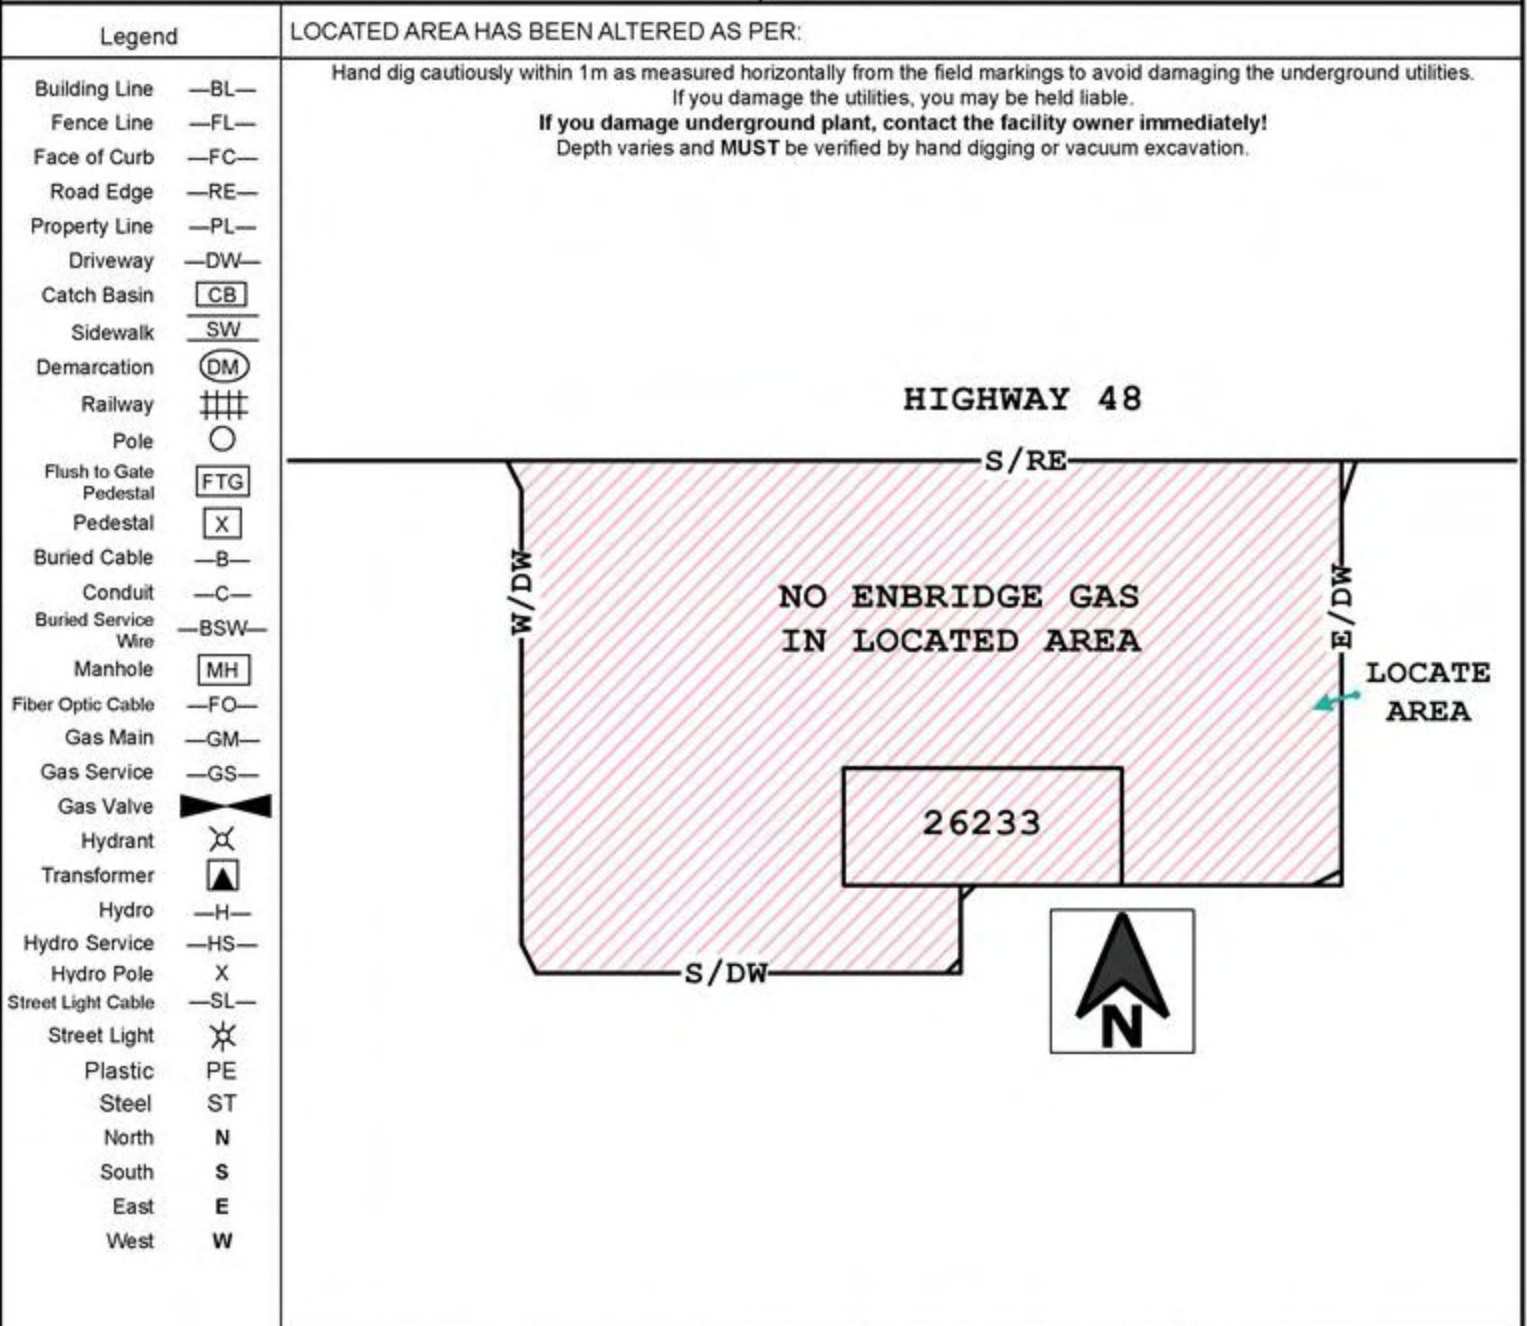 Legend
LOCATED AREA HAS BEEN ALTERED AS PER:
Building Line —BL—
Fence Line —FL—
Face of Curb —FC—
Road Edge —RE—
Property Line —PL—
Driveway —DW—
Catch Basin CB
Sidewalk SW
Demarcation DM
Railway
Pole
Flush to Gate
Pedestal FTG
Pedestal X
Buried Cable —B—
Conduit —C—
Buried Service
Wire —BSW—
Manhole MH
Fiber Optic Cable —FO—
Gas Main —GM—
Gas Service —GS—
Gas Valve
Hydrant
Transformer
Hydro —H—
Hydro Service —HS—
Hydro Pole X
Street Light Cable —SL—
Street Light
Plastic PE
Steel ST
North N
South S
East E
West W
Hand dig cautiously within 1m as measured horizontally from the field markings to avoid damaging the underground utilities.
If you damage the utilities, you may be held liable.
If you damage underground plant, contact the facility owner immediately!
Depth varies and MUST be verified by hand digging or vacuum excavation.
HIGHWAY 48
S/RE
W/DW
NO ENBRIDGE GAS
IN LOCATED AREA
E/DW
LOCATE
AREA
26233
S/DW
N